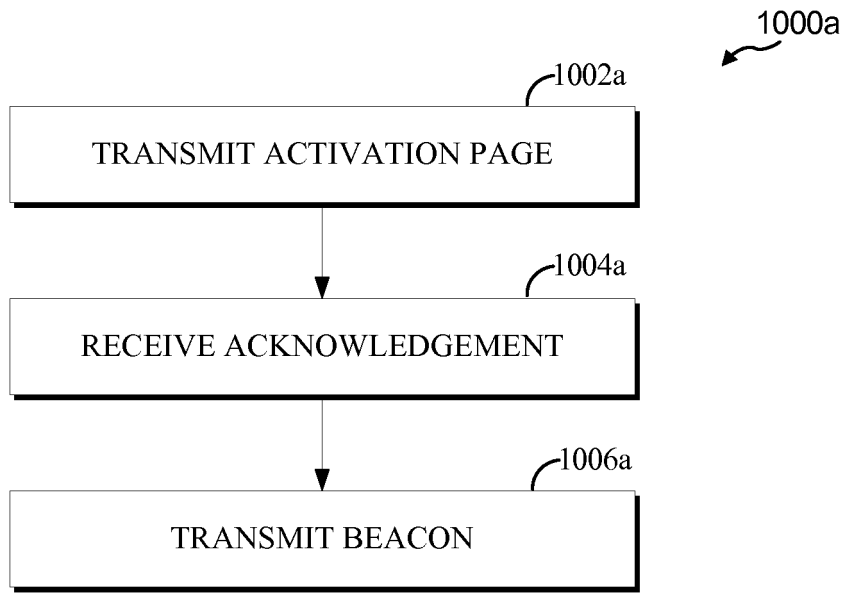 1000a
1002a
TRANSMIT ACTIVATION PAGE
1004a
RECEIVE ACKNOWLEDGEMENT
1006a
TRANSMIT BEACON